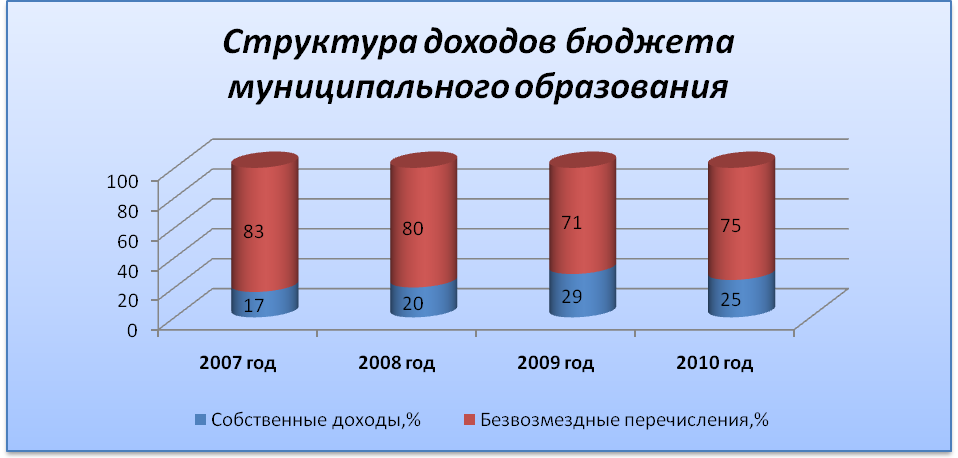 Структура доходов бюджета
муниципального образования
100
80
60
40
20
0
83
80
71
75
17
20
29
25
2007 год
2008 год
2009 год
2010 год
Собственные доходы,%
Безвозмездные перечисления,%